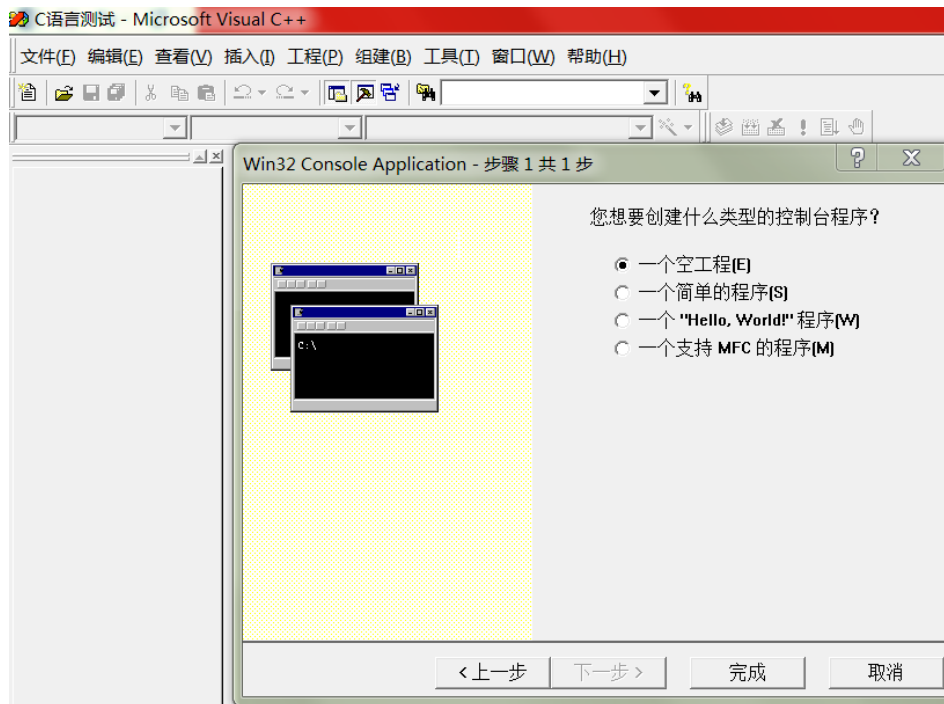 C语言测试 - Microsoft Visual C++
文件(F) 编辑(E) 查看(V) 插入(I) 工程(P) 组建(B) 工具(T) 窗口(W) 帮助(H)
Win32 Console Application - 步骤 1 共 1 步
您想要创建什么类型的控制台程序?
一个空工程(E)
一个简单的程序(S)
一个 "Hello, World!" 程序(W)
一个支持 MFC 的程序(M)
C:\
<上一步 下一步> 完成 取消